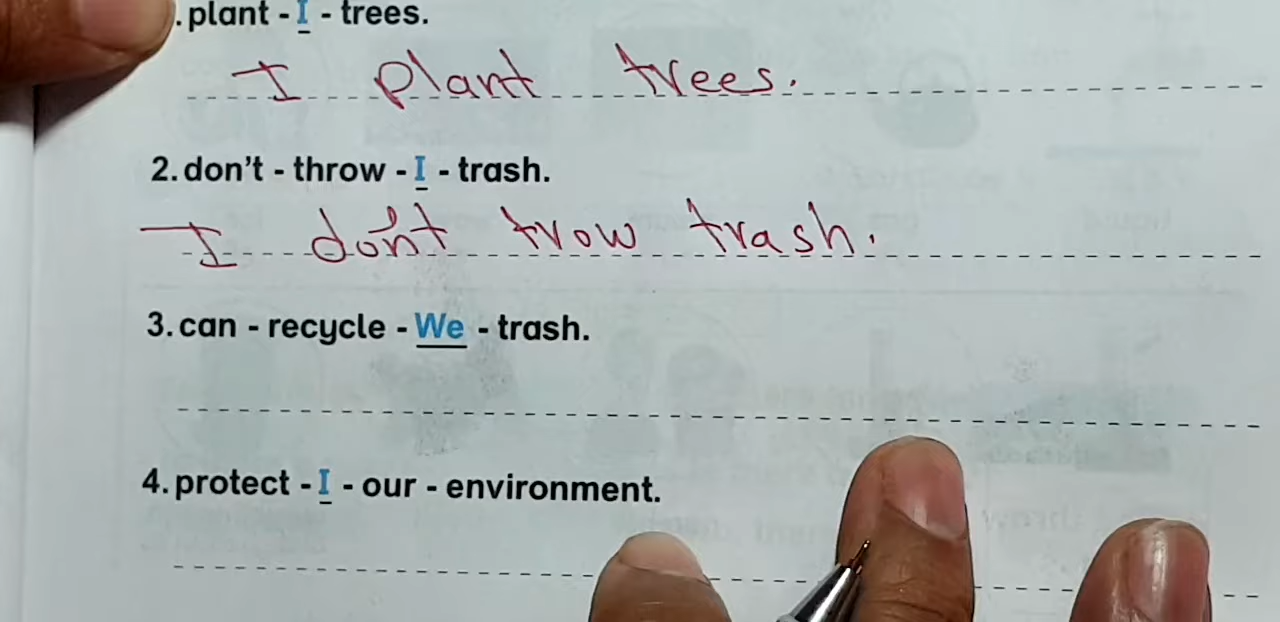 . plant - I - trees.
I plant trees.
2. don't - throw - I - trash.
I don't trow trash.
3. can - recycle - We - trash.
4. protect - I - our - environment.